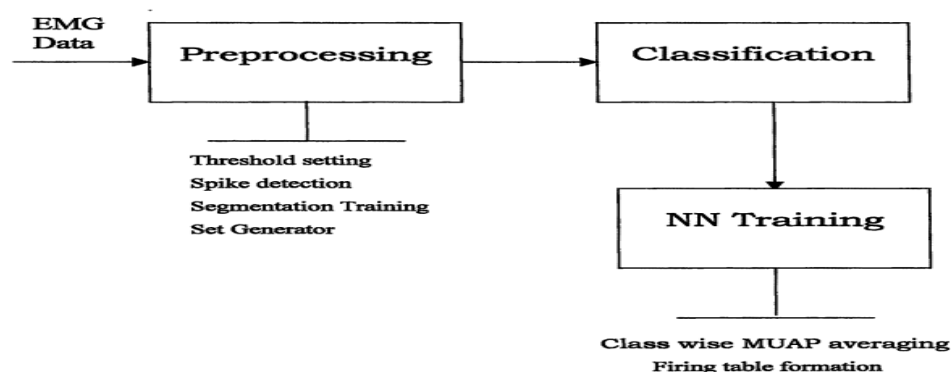 EMG
Data
Preprocessing
Classification
Threshold setting
Spike detection
Segmentation Training
Set Generator
NN Training
Class wise MUAP averaging
Firing table formation